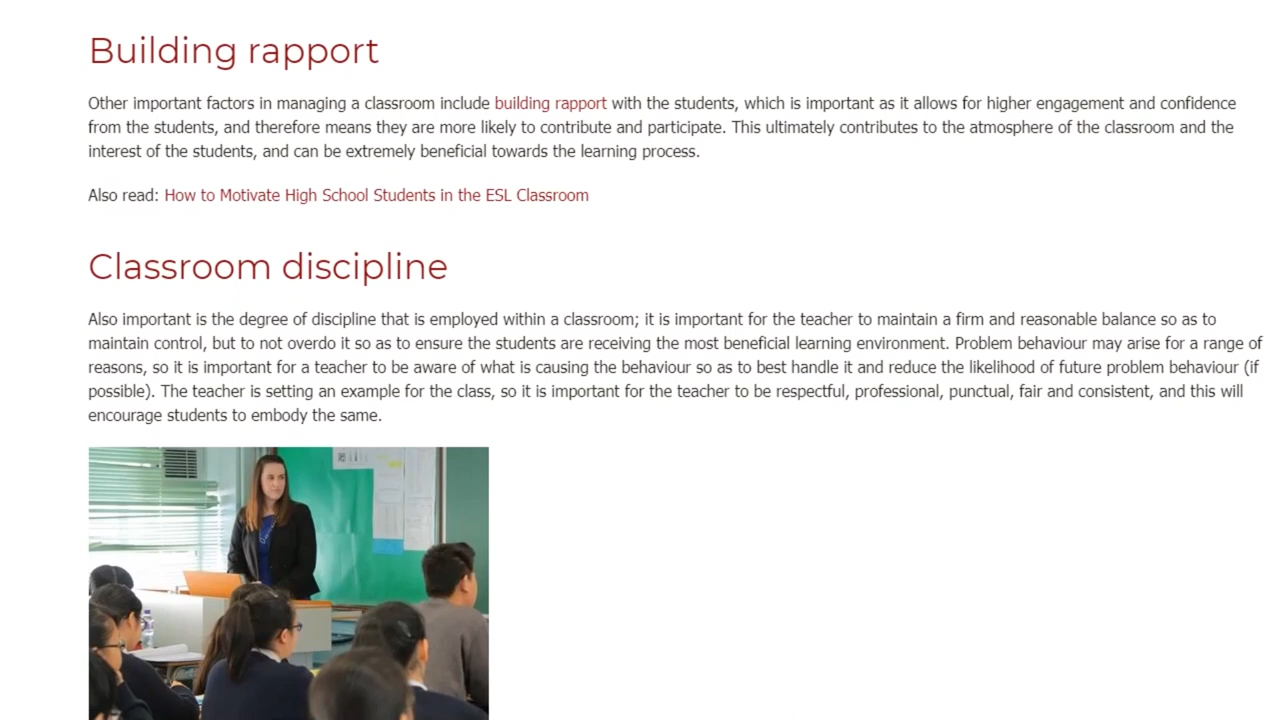 Building rapport
Other important factors in managing a classroom include building rapport with the students, which is important as it allows for higher engagement and confidence
from the students, and therefore means they are more likely to contribute and participate. This ultimately contributes to the atmosphere of the classroom and the
interest of the students, and can be extremely beneficial towards the learning process.
Also read: How to Motivate High School Students in the ESL Classroom
Classroom discipline
Also important is the degree of discipline that is employed within a classroom; it is important for the teacher to maintain a firm and reasonable balance so as to
maintain control, but to not overdo it so as to ensure the students are receiving the most beneficial learning environment. Problem behaviour may arise for a range of
reasons, so it is important for a teacher to be aware of what is causing the behaviour so as to best handle it and reduce the likelihood of future problem behaviour (if
possible). The teacher is setting an example for the class, so it is important for the teacher to be respectful, professional, punctual, fair and consistent, and this will
encourage students to embody the same.